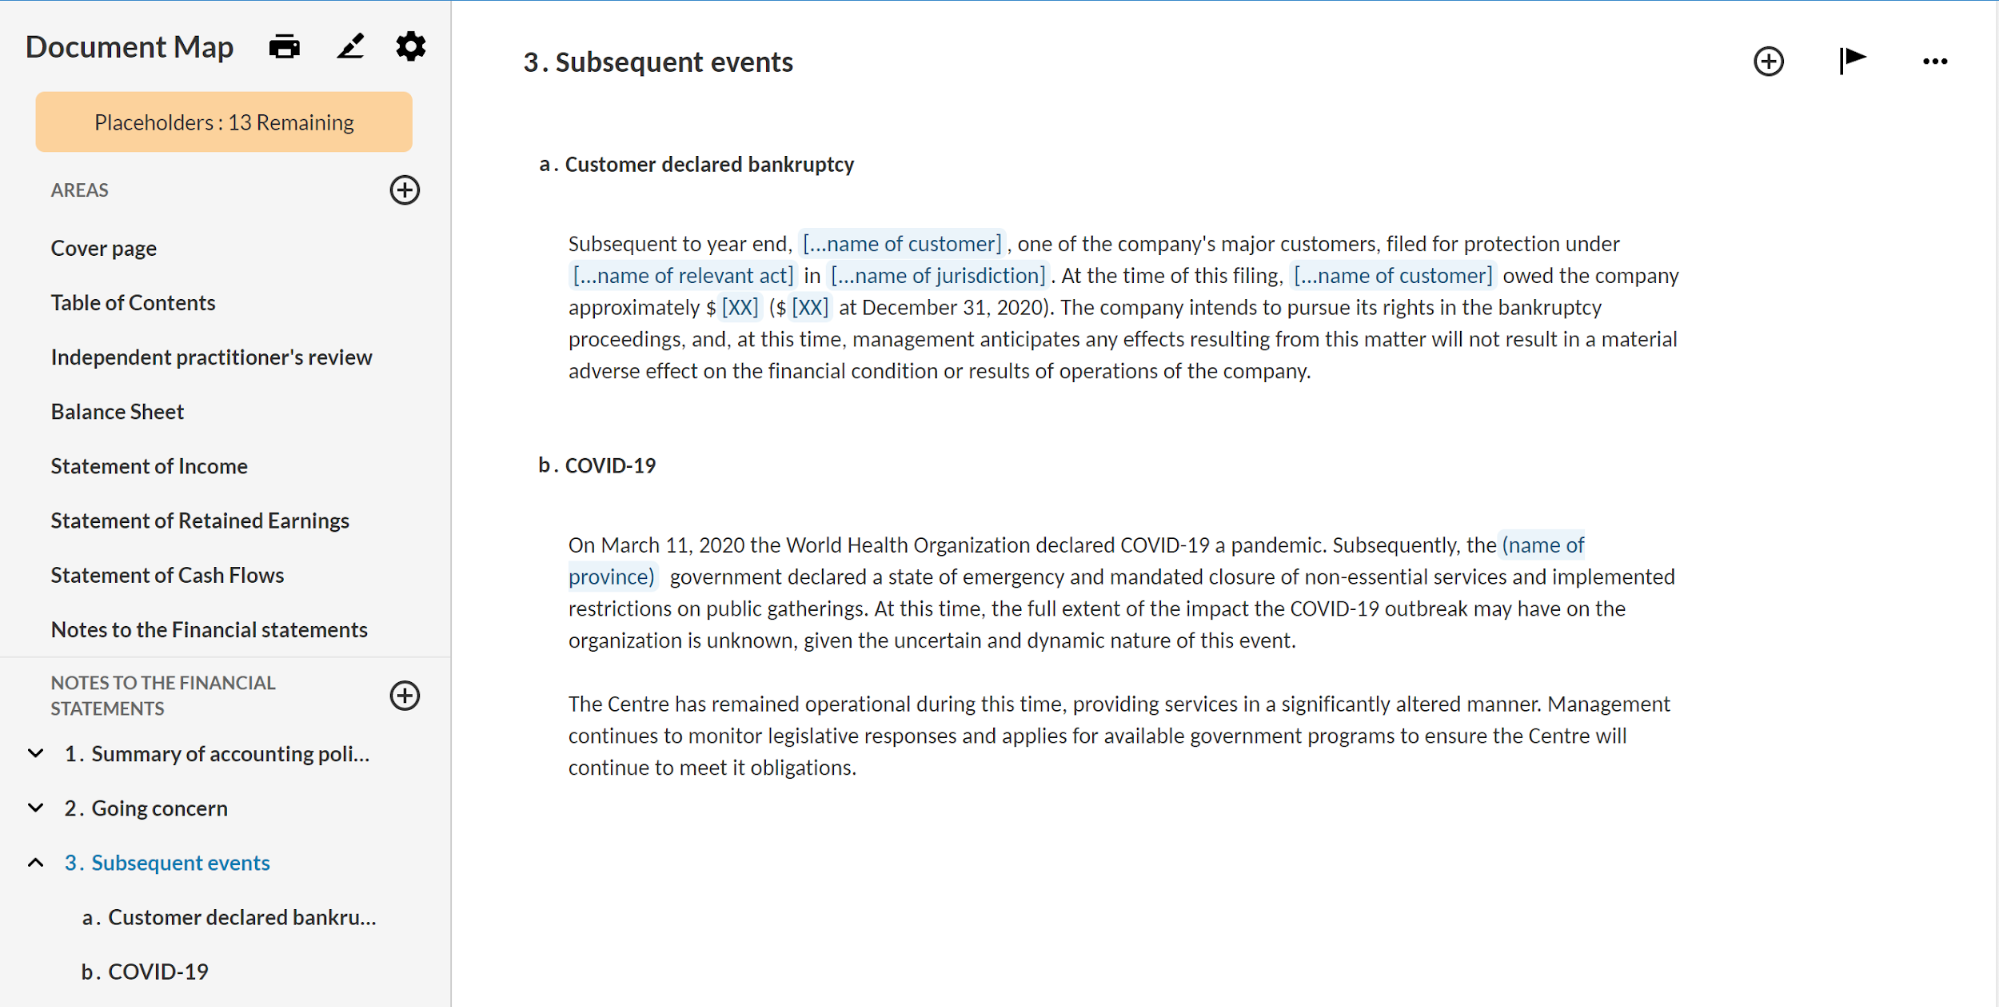 Document Map
Placeholders : 13 Remaining
AREAS
Cover page
Table of Contents
Independent practitioner's review
Balance Sheet
Statement of Income
Statement of Retained Earnings
Statement of Cash Flows
Notes to the Financial statements
NOTES TO THE FINANCIAL
STATEMENTS
1. Summary of accounting poli...
2. Going concern
3. Subsequent events
a. Customer declared bankru...
b. COVID-19
3. Subsequent events
a. Customer declared bankruptcy
Subsequent to year end, [...name of customer], one of the company's major customers, filed for protection under
[...name of relevant act] in [...name of jurisdiction]. At the time of this filing, [...name of customer] owed the company
approximately $ [XX] ($ [XX] at December 31, 2020). The company intends to pursue its rights in the bankruptcy
proceedings, and, at this time, management anticipates any effects resulting from this matter will not result in a material
adverse effect on the financial condition or results of operations of the company.
b. COVID-19
On March 11, 2020 the World Health Organization declared COVID-19 a pandemic. Subsequently, the (name of
province) government declared a state of emergency and mandated closure of non-essential services and implemented
restrictions on public gatherings. At this time, the full extent of the impact the COVID-19 outbreak may have on the
organization is unknown, given the uncertain and dynamic nature of this event.
The Centre has remained operational during this time, providing services in a significantly altered manner. Management
continues to monitor legislative responses and applies for available government programs to ensure the Centre will
continue to meet it obligations.